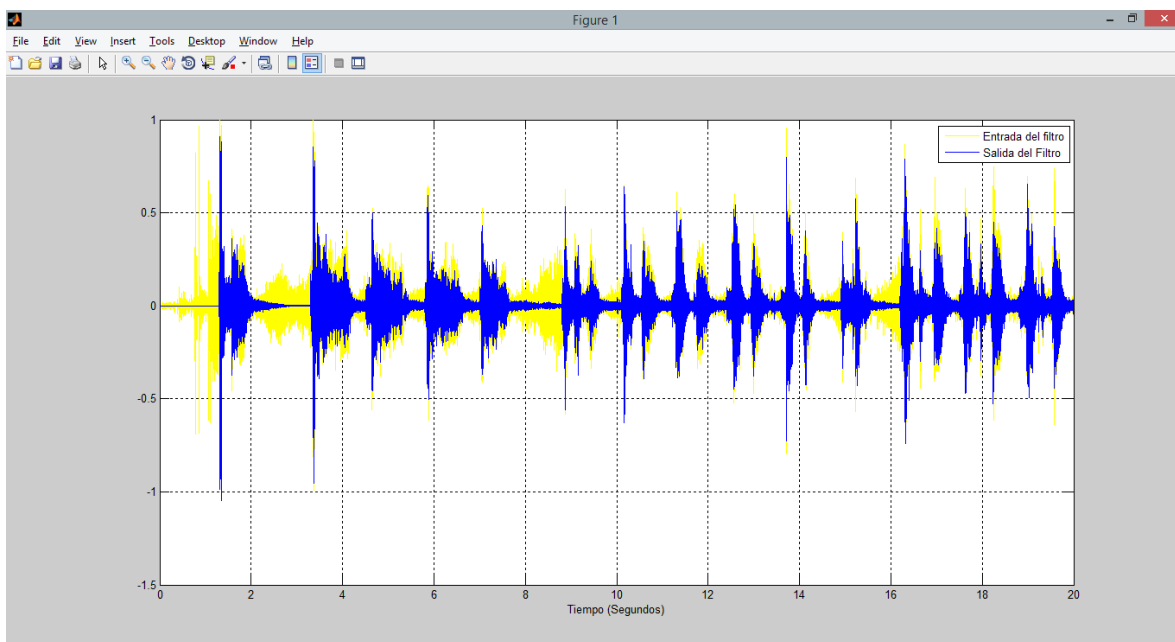 Figure 1
File Edit View Insert Tools Desktop Window Help
1
0.5
0
-0.5
-1
-1.5
Entrada del filtro
Salida del Filtro
0 2 4 6 8 10 12 14 16 18 20
Tiempo (Segundos)